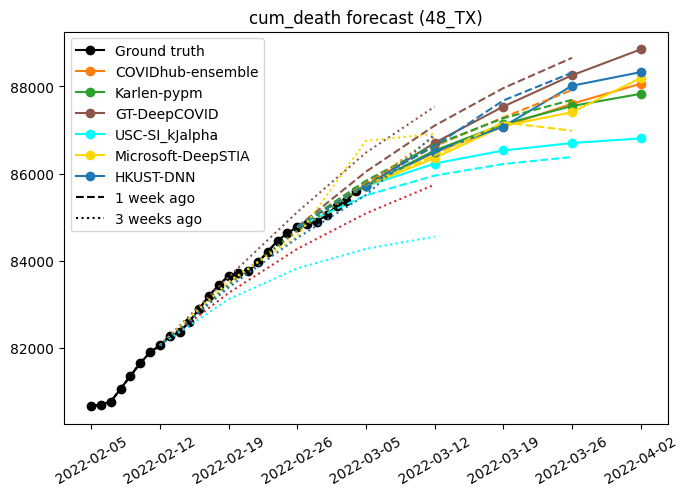 cum_death forecast (48_TX)
Ground truth
COVIDhub-ensemble
Karlen-pypm
GT-DeepCOVID
USC-SI_kJalpha
Microsoft-DeepSTIA
HKUST-DNN
1 week ago
3 weeks ago
88000
86000
84000
82000
2022-02-05
2022-02-12
2022-02-19
2022-02-26
2022-03-05
2022-03-12
2022-03-19
2022-03-26
2022-04-02